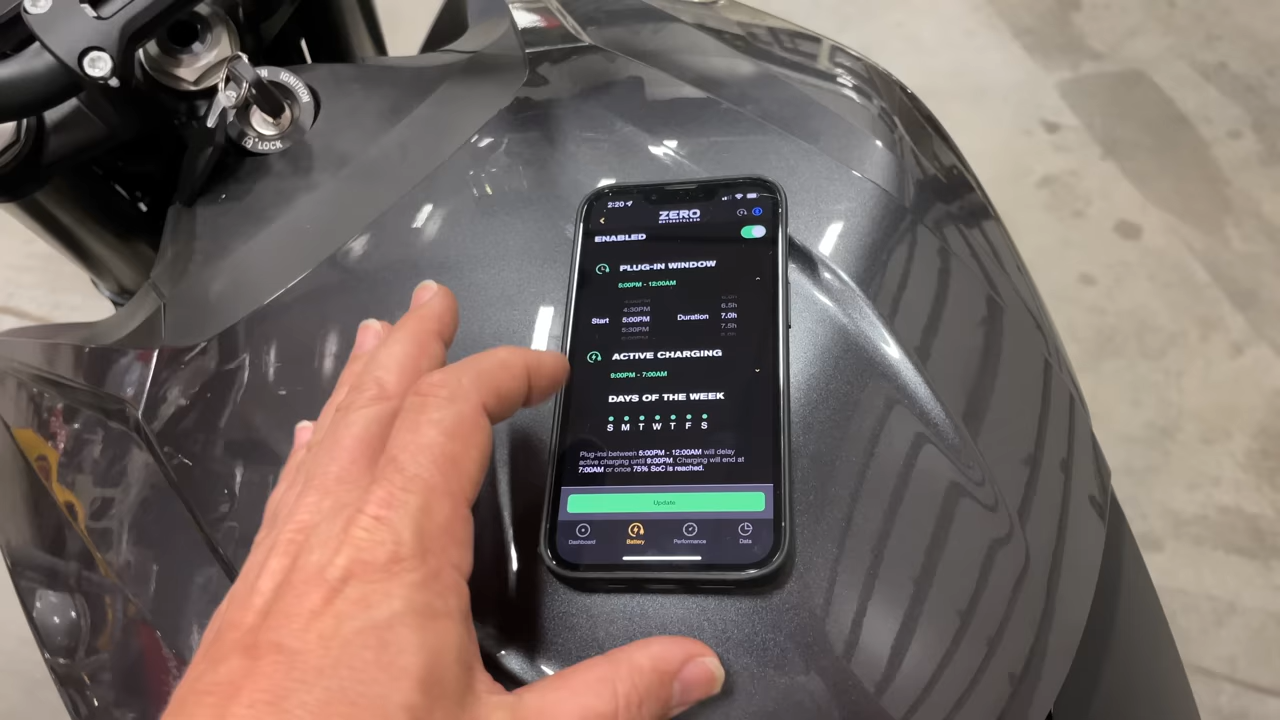 IGNITION
LOCK
2:20
ZERO
MOTORCYCLES
ENABLED
PLUG-IN WINDOW
5:00PM - 12:00AM
4:30PM
6.5h
Start 5:00PM Duration 7.0h
5:30PM
7.5h
ACTIVE CHARGING
9:00PM - 7:00AM
DAYS OF THE WEEK
S M T W T F S
Plug-ins between 5:00PM - 12:00AM will delay
active charging until 9:00PM. Charging will end at
7:00AM or once 75% SoC is reached.
Update
Dashboard Battery Performance Data